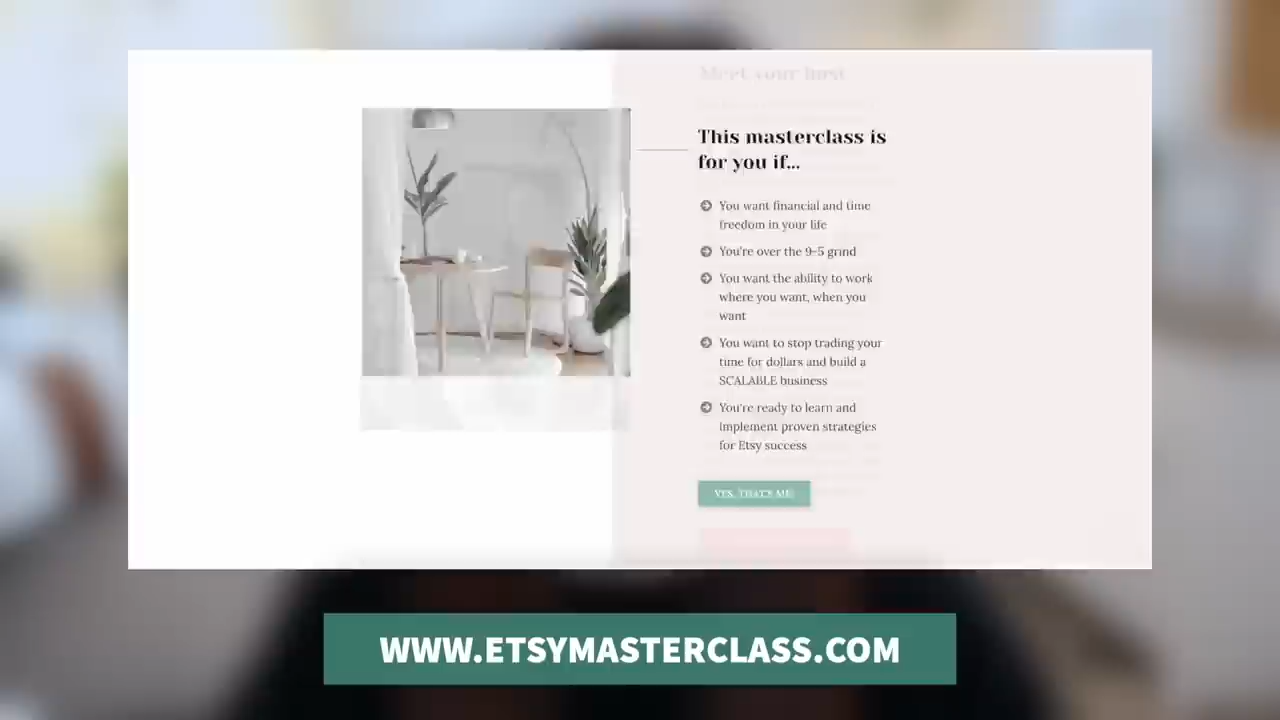 Meet your host
This masterclass is
for you if...
You want financial and time
freedom in your life
You're over the 9-5 grind
You want the ability to work
where you want, when you
want
You want to stop trading your
time for dollars and build a
SCALABLE business
You're ready to learn and
implement proven strategies
for Etsy success
YES, THAT'S ME!
WWW.ETSYMASTERCLASS.COM